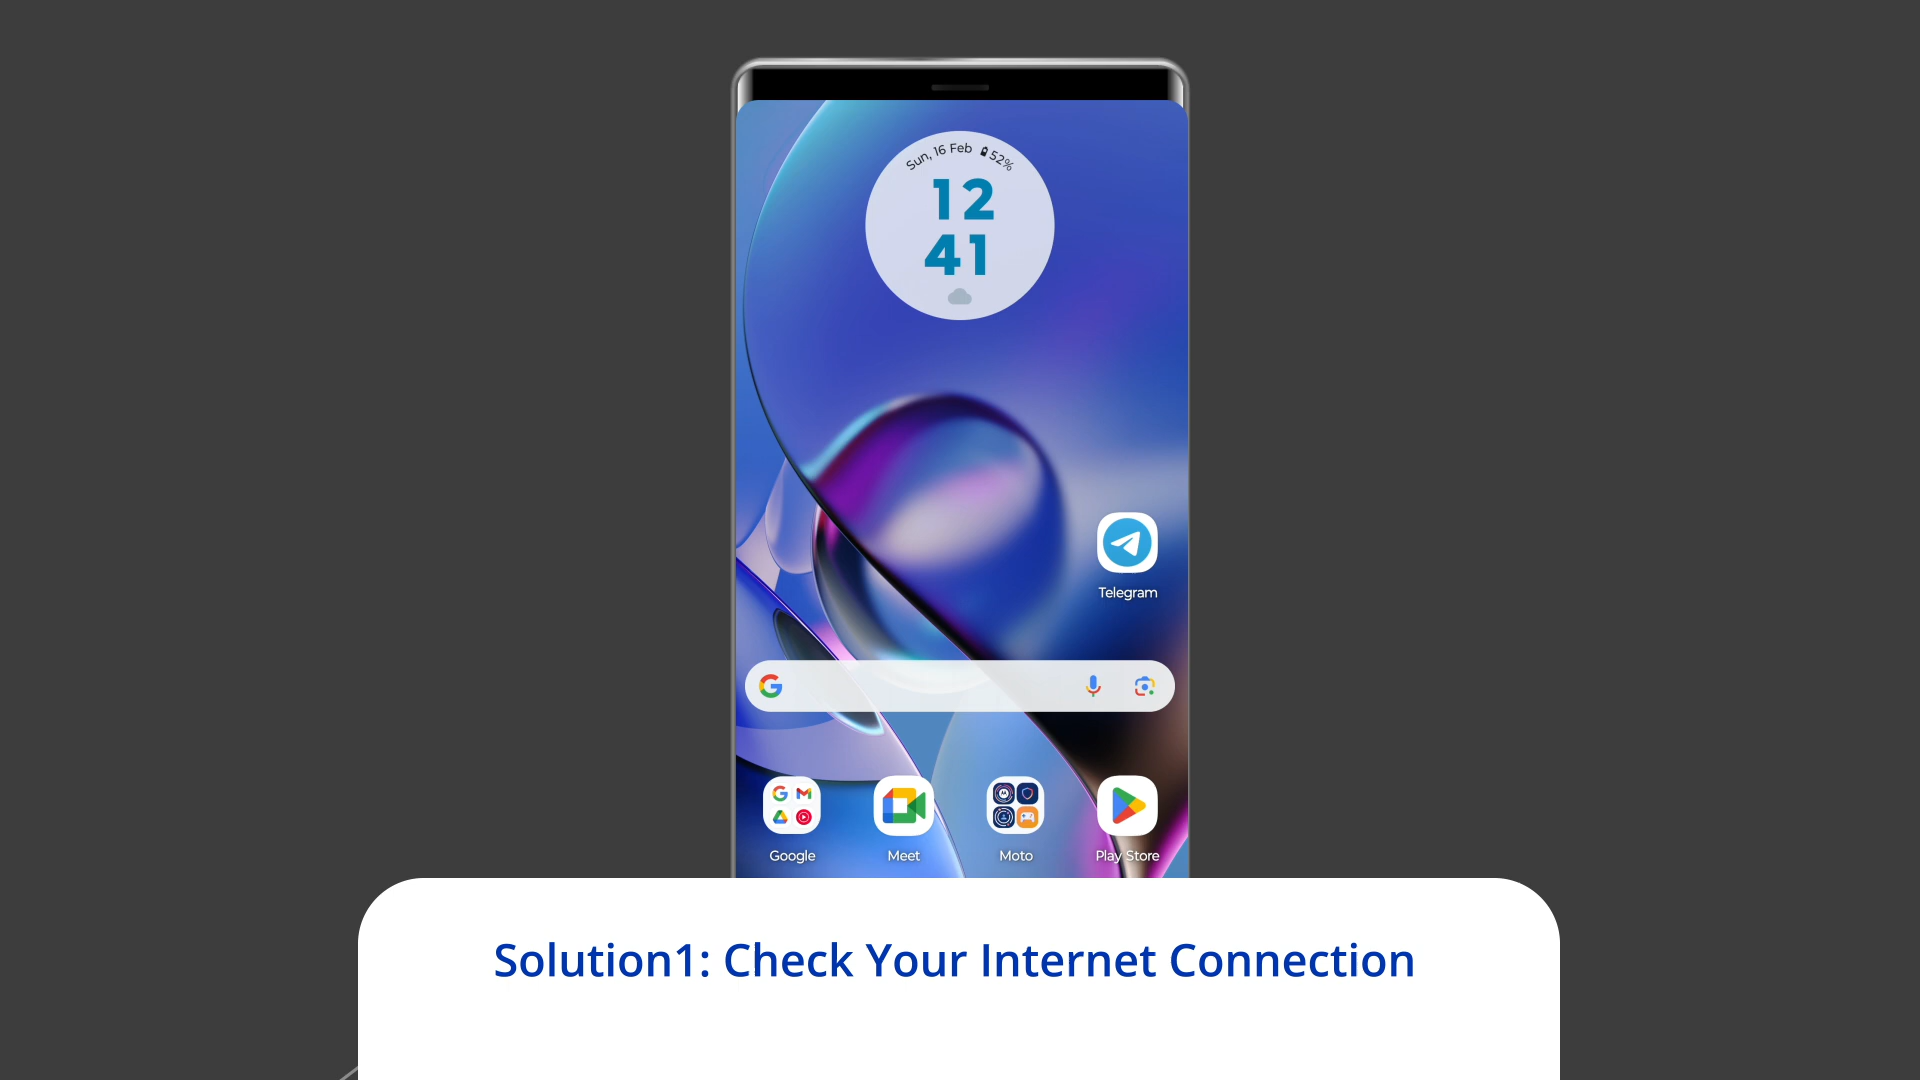 Sun, 16 Feb 52%
12
41
Telegram
Google
Meet
Moto
Play Store
Solution1: Check Your Internet Connection